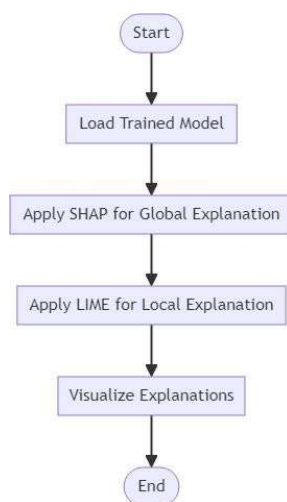 Start
Load Trained Model
Apply SHAP for Global Explanation
Apply LIME for Local Explanation
Visualize Explanations
End